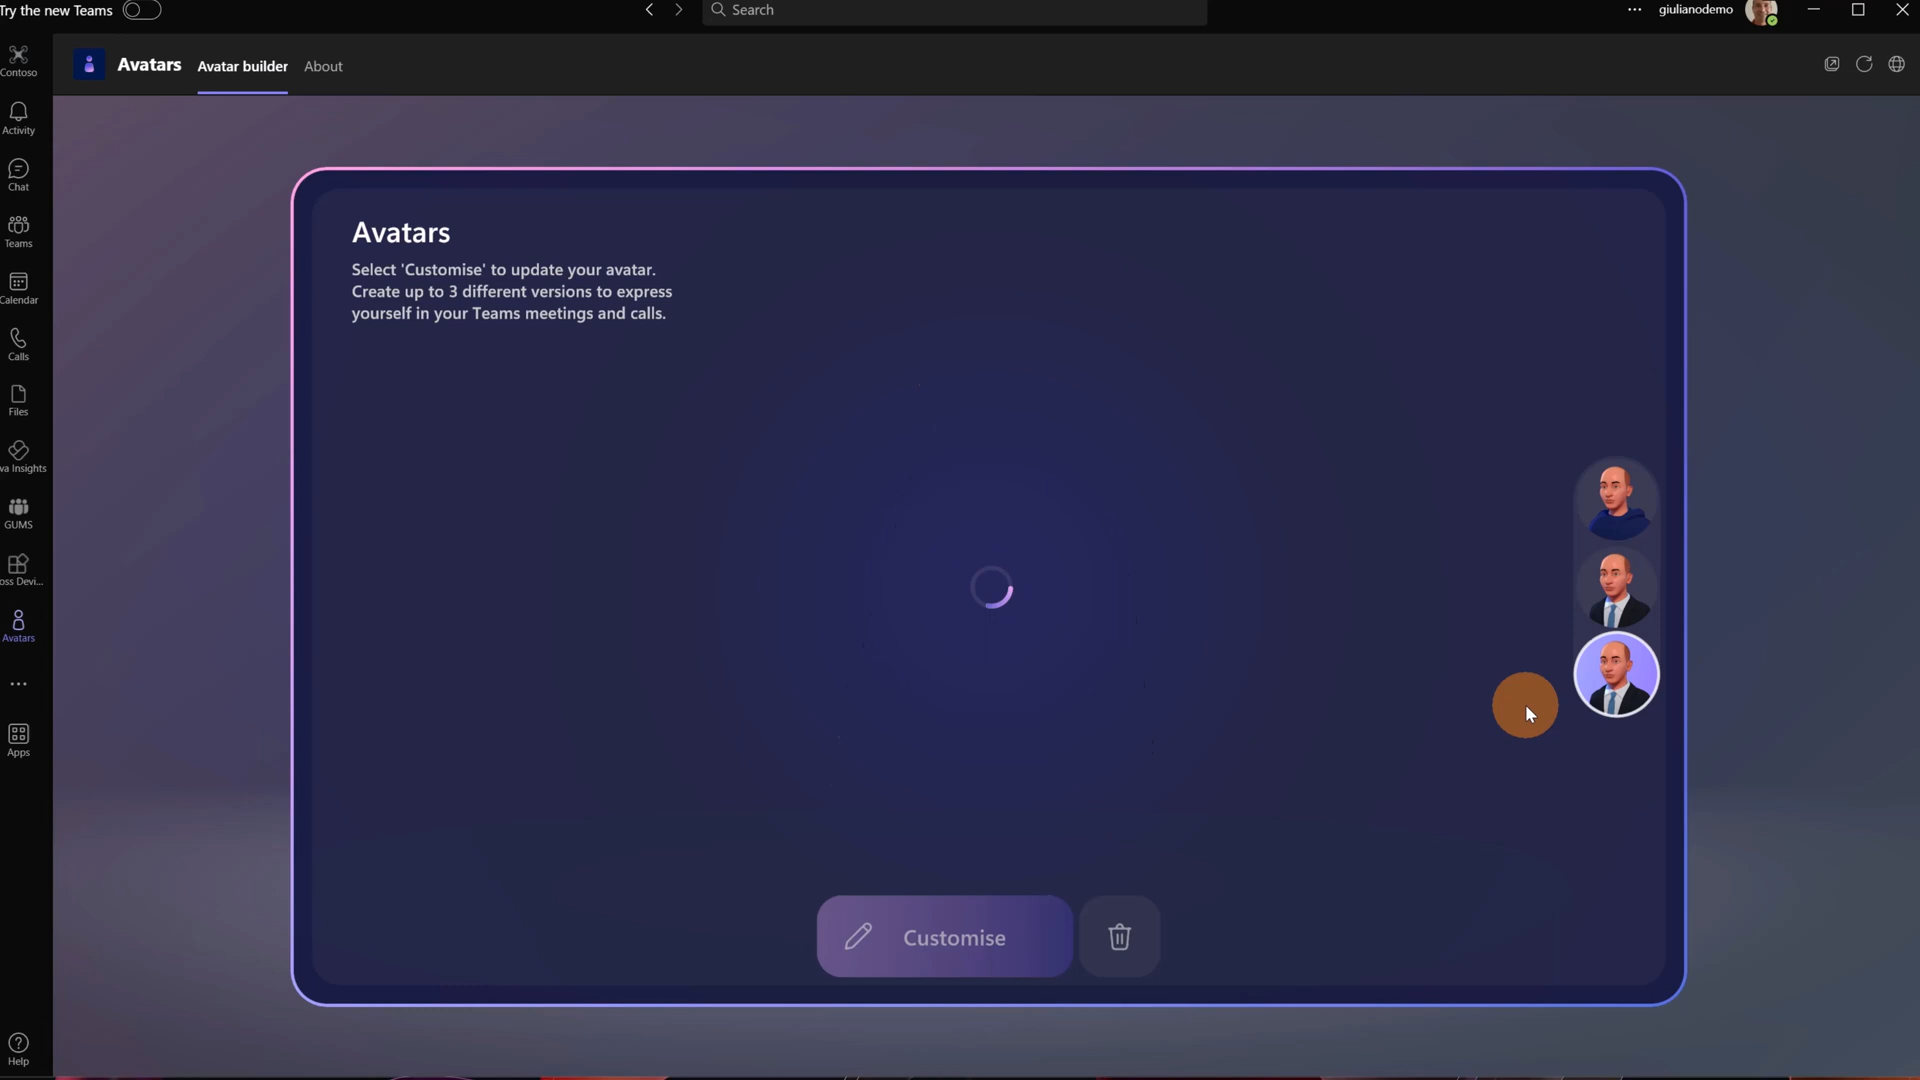 Try the new Teams
Search
giulianodemo
Avatars
Avatar builder
About
Contoso
Activity
Chat
Teams
Calendar
Calls
Files
va Insights
GUMS
oss Devi...
Avatars
Apps
Help
Avatars
Select 'Customise' to update your avatar.
Create up to 3 different versions to express
yourself in your Teams meetings and calls.
Customise